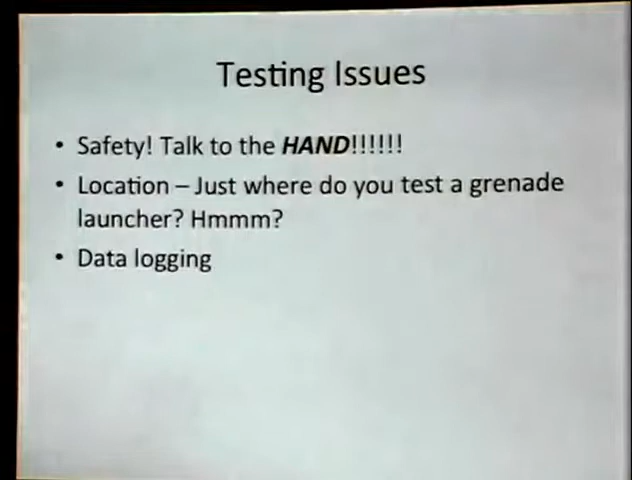 Testing Issues
• Safety! Talk to the HAND!!!!!!
• Location – Just where do you test a grenade
launcher? Hmmm?
• Data logging